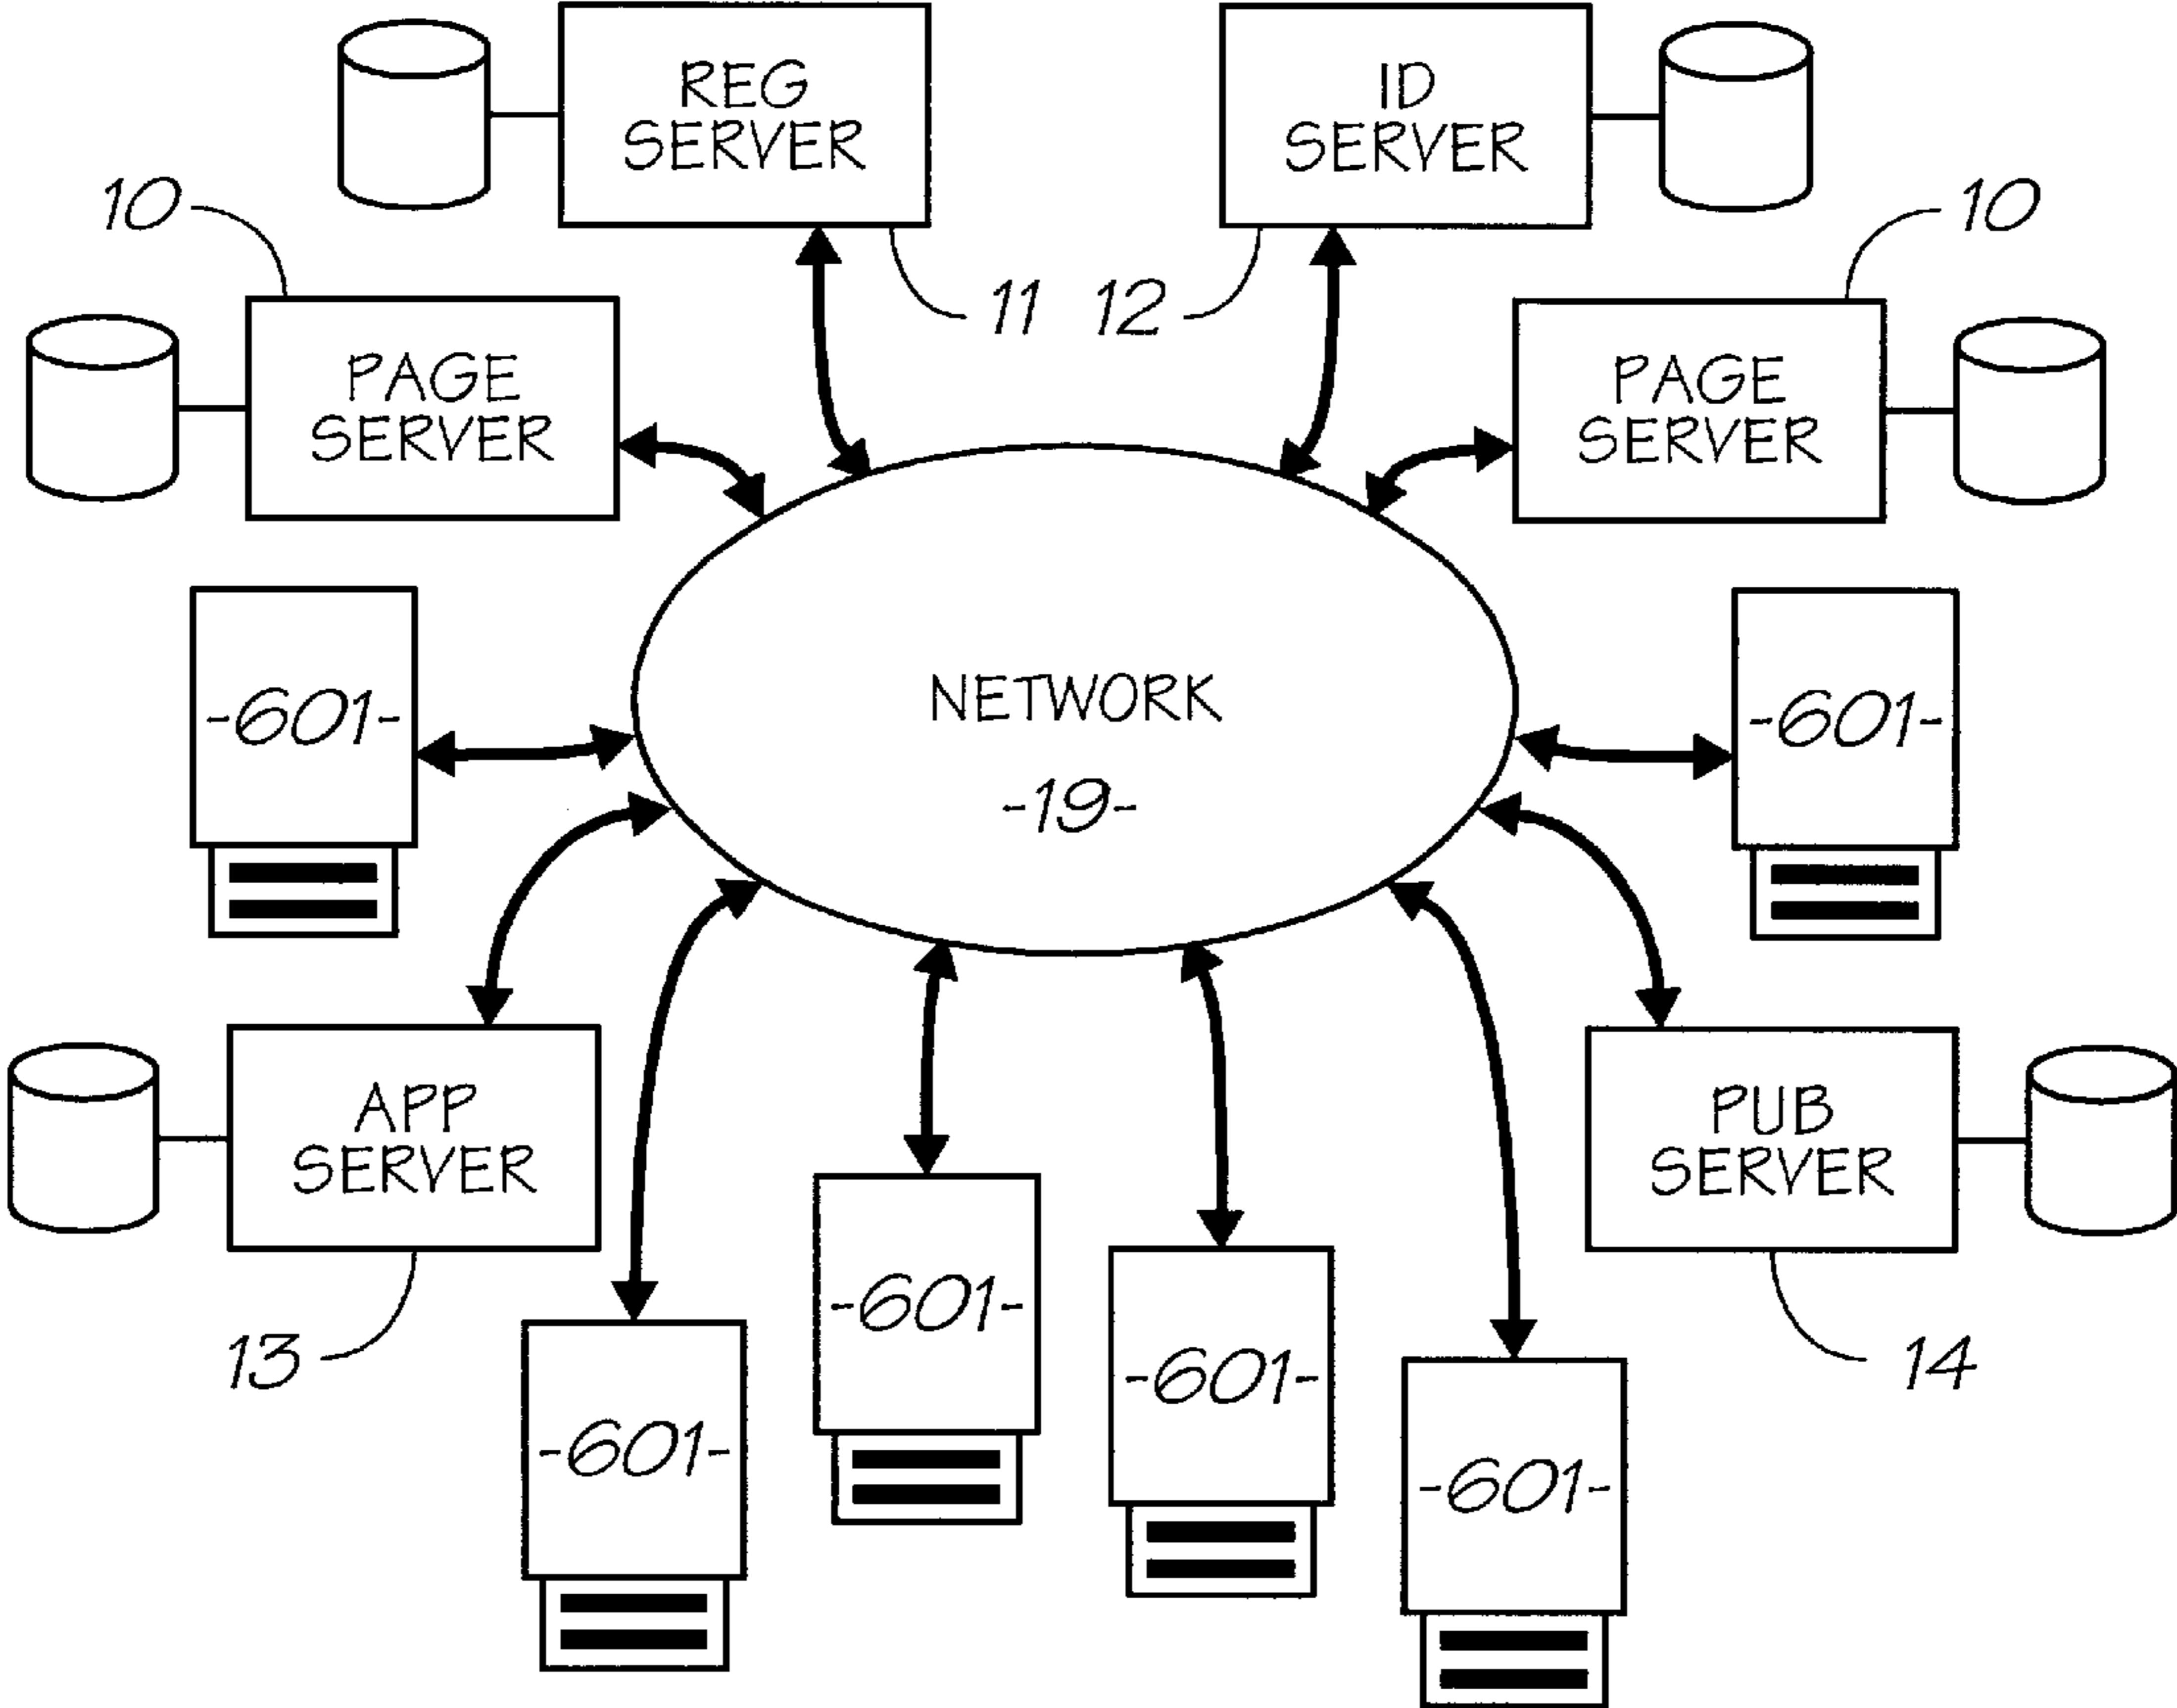 REG
SERVER
ID
SERVER
10
10
11
12
PAGE
SERVER
PAGE
SERVER
-601-
NETWORK
-19-
-601-
APP
SERVER
PUB
SERVER
13
-601-
-601-
-601-
-601-
14